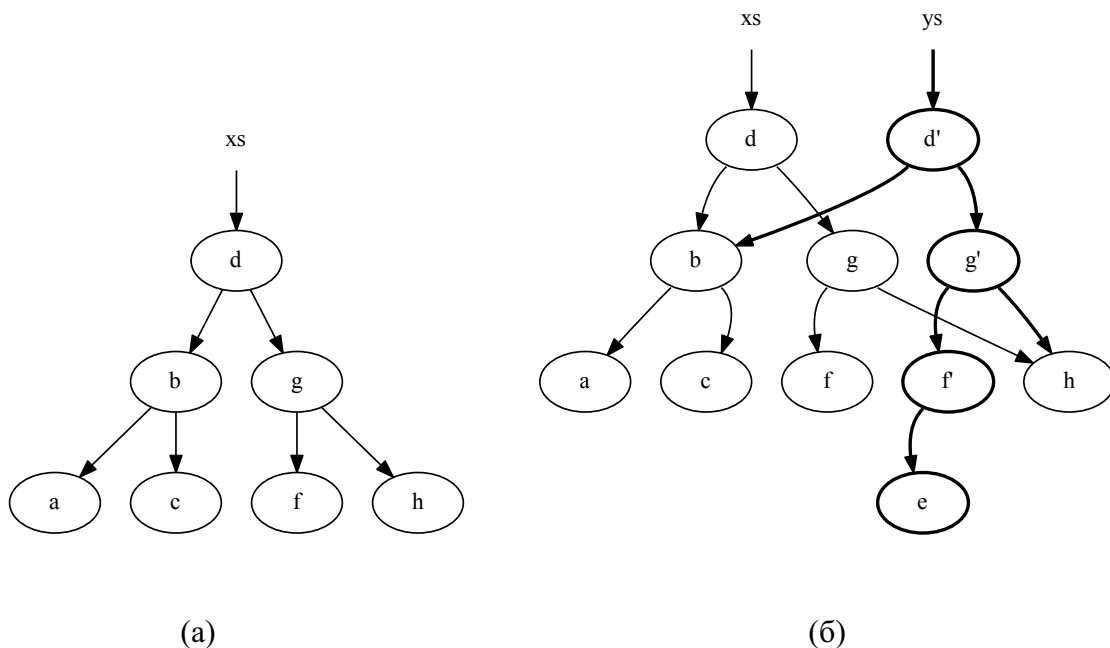 xs
d
b g
a c f h
(а)
xs ys
d d'
b g g'
a c f f' h
e
(б)